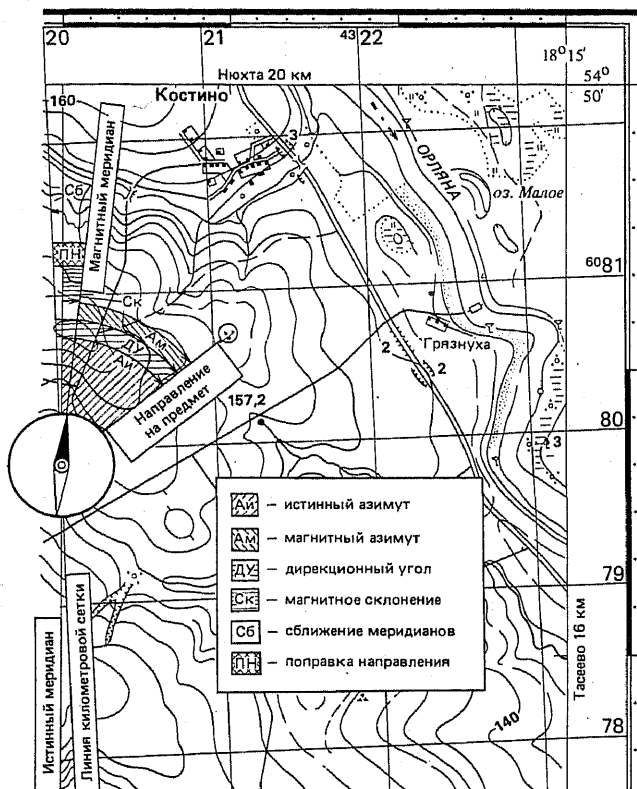 20
21
43 22
18° 15'
54°
50'
Нюхта 20 км
Костино
160
Магнитный меридиан
3
ОРЛЯНА
оз. Малое
Сб
ПН
60 81
Ск
Ам
ДУ
Аи
Грязнуха
2
2
Направление
на предмет
157,2
80
3
Аи – истинный азимут
Ам – магнитный азимут
ДУ – дирекционный угол
Ск – магнитное склонение
Сб – сближение меридианов
ПН – поправка направления
79
Тасеево 16 км
Истинный меридиан
Линия километровой сетки
140
78